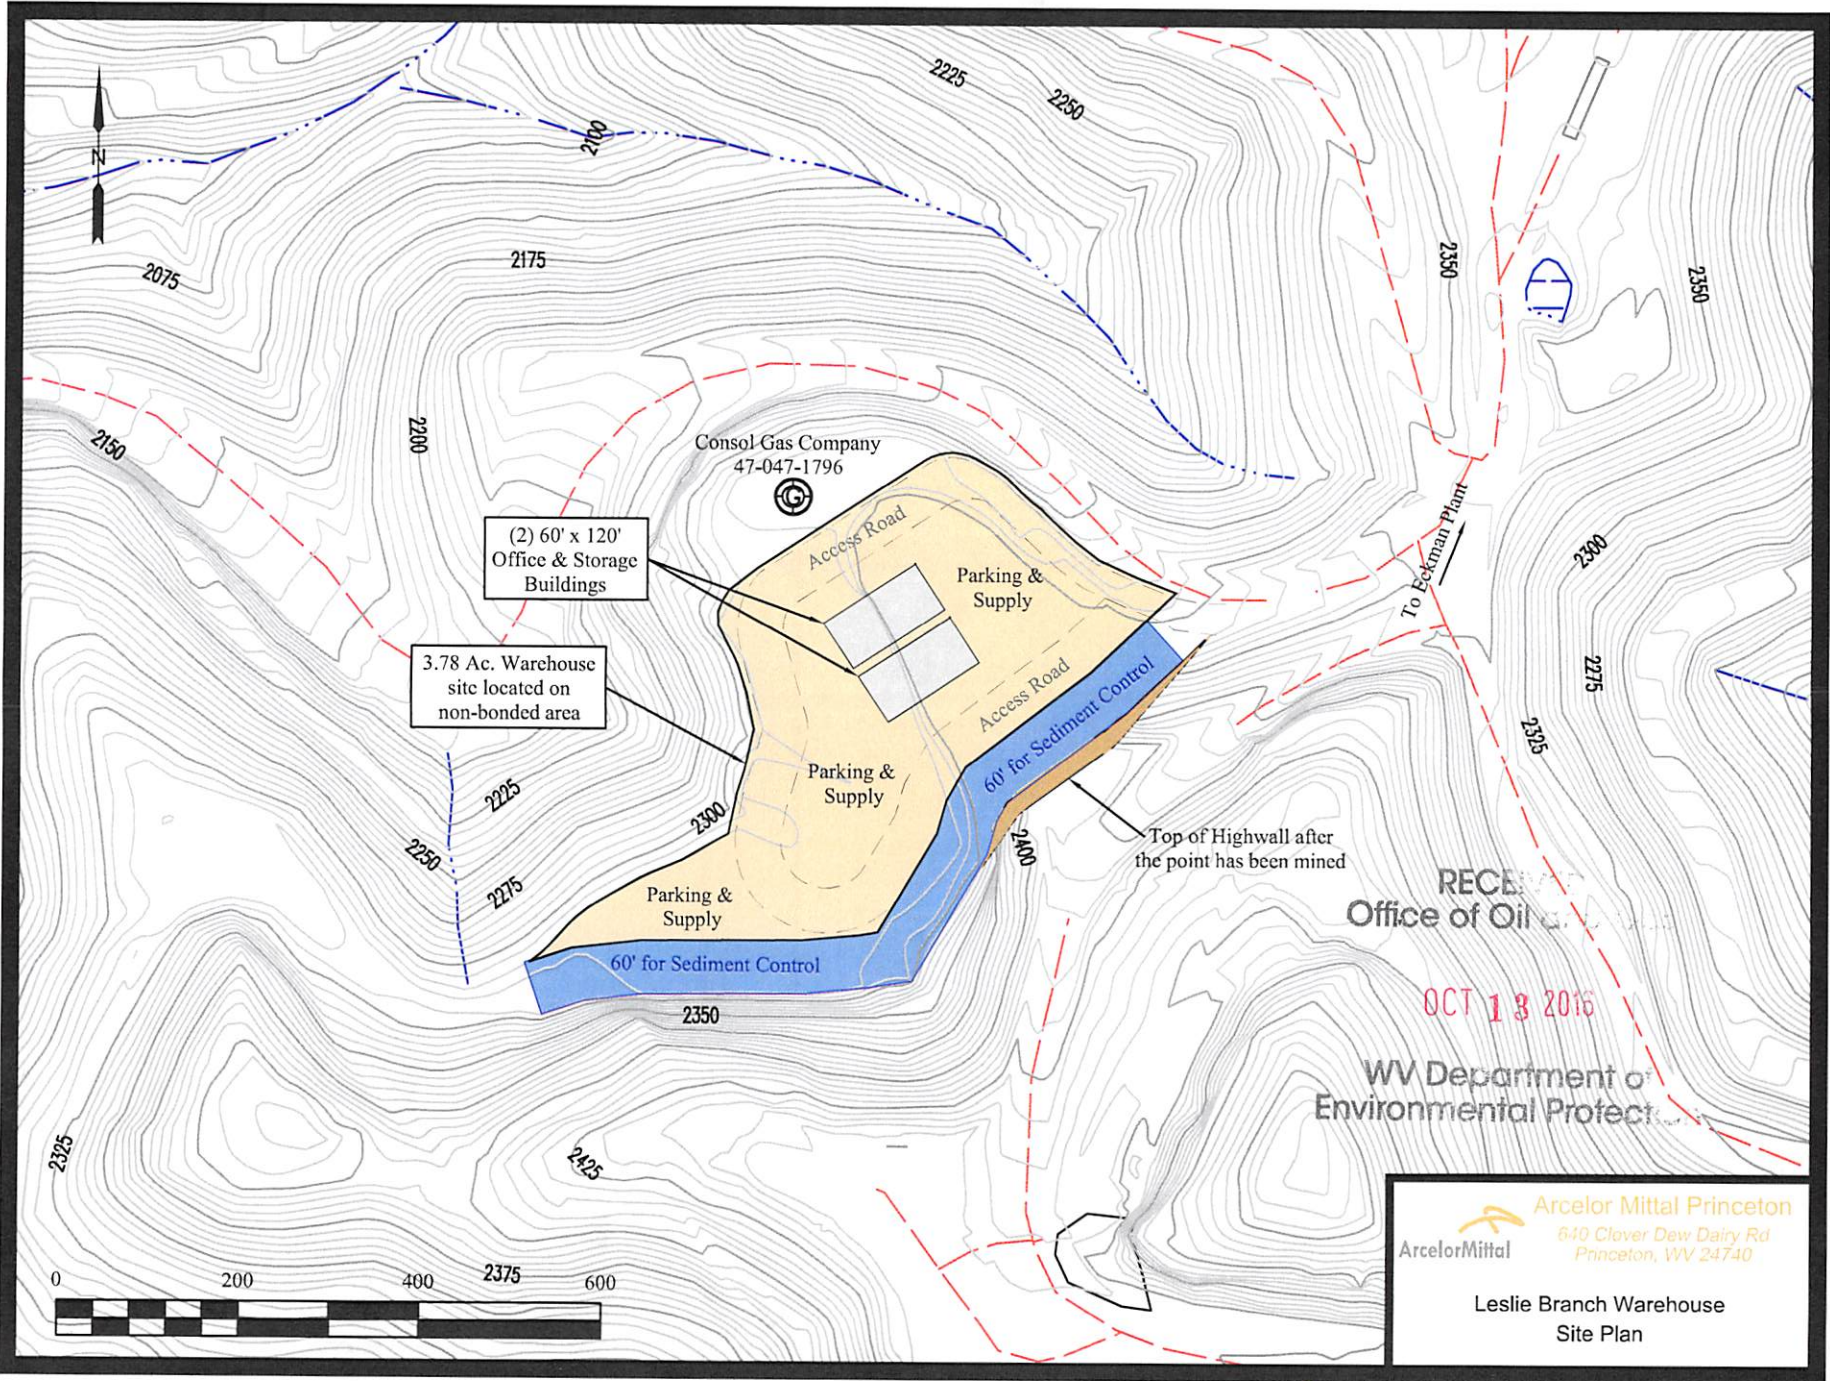 2225
2250
2100
N
2175
2075
2350
2350
2200
2150
Consol Gas Company
47-047-1796
G
(2) 60' x 120'
Office & Storage
Buildings
Access Road
Parking &
Supply
To Eckman Plant
2300
3.78 Ac. Warehouse
site located on
non-bonded area
Access Road
60' for Sediment Control
2275
2325
Parking &
Supply
2225
2300
2250
2275
2400
Top of Highwall after
the point has been mined
Parking &
Supply
60' for Sediment Control
2350
Office of Oil
OCT 13 2016
WV Department of
Environmental
2325
2425
2375
0 200 400 600
ArcelorMittal
Arcelor Mittal Princeton
640 Clover Dew Dairy Rd
Princeton, WV 24740
Leslie Branch Warehouse
Site Plan